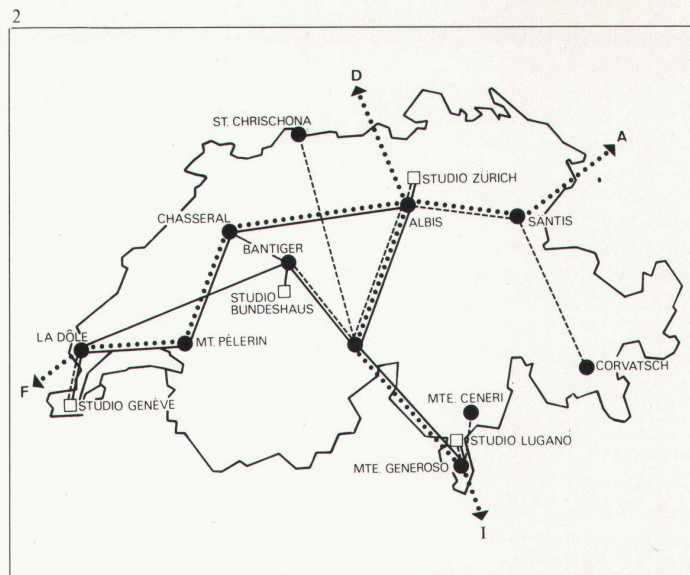 2
D
ST. CHRISCHONA
A
STUDIO ZÜRICH
CHASSERAL
ALBIS
SANTIS
BANTIGER
STUDIO
BUNDESHAUS
LA DÔLE
MT. PÈLERIN
CORVATSCH
F
MTE. CENERI
STUDIO GENÈVE
STUDIO LUGANO
MTE. GENEROSO
I